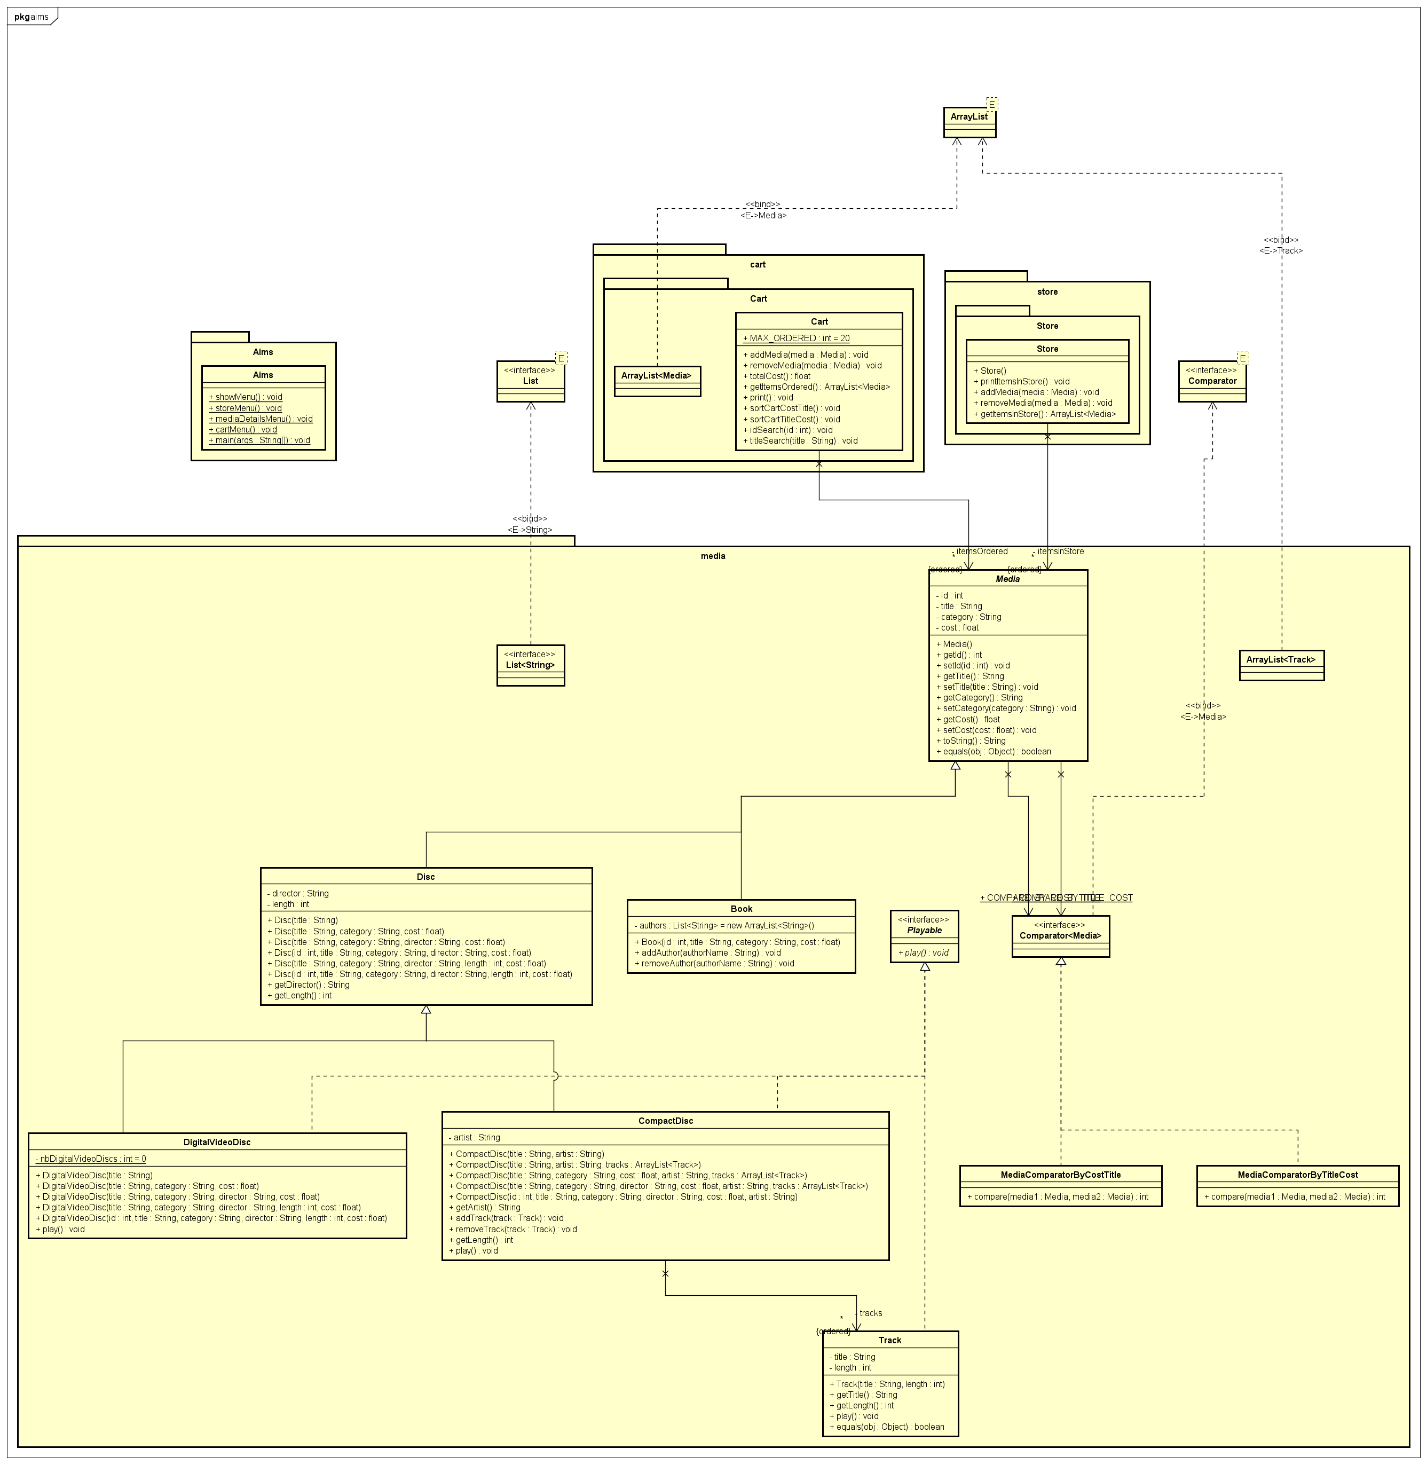 pkg aims
E
ArrayList
<<bind>>
<E->Media>
<<bind>>
<E->Track>
cart
Cart
Cart
+ MAX_ORDERED : int = 20
+ addMedia(media : Media) : void
+ removeMedia(media : Media) : void
+ totalCost() : float
+ getItemsOrdered() : ArrayList<Media>
+ print() : void
+ sortCartCostTitle() : void
+ sortCartTitleCost() : void
+ idSearch(id : int) : void
+ titleSearch(title : String) : void
ArrayList<Media>
store
Store
Store
+ Store()
+ printItemsInStore() : void
+ addMedia(media : Media) : void
+ removeMedia(media : Media) : void
+ getItemsInStore() : ArrayList<Media>
Aims
Aims
+ showMenu() : void
+ storeMenu() : void
+ mediaDetailsMenu() : void
+ cartMenu() : void
+ main(args : String[]) : void
E
<<interface>>
List
E
<<interface>>
Comparator
<<bind>>
<E->String>
media
- itemsOrdered
*
{ordered}
- itemsInStore
*
{ordered}
Media
- id : int
- title : String
- category : String
- cost : float
+ Media()
+ getId() : int
+ setId(id : int) : void
+ getTitle() : String
+ setTitle(title : String) : void
+ getCategory() : String
+ setCategory(category : String) : void
+ getCost() : float
+ setCost(cost : float) : void
+ toString() : String
+ equals(obj : Object) : boolean
<<interface>>
List<String>
ArrayList<Track>
<<bind>>
<E->Media>
Disc
- director : String
- length : int
+ Disc(title : String)
+ Disc(title : String, category : String, cost : float)
+ Disc(title : String, category : String, director : String, cost : float)
+ Disc(id : int, title : String, category : String, director : String, cost : float)
+ Disc(title : String, category : String, director : String, length : int, cost : float)
+ Disc(id : int, title : String, category : String, director : String, length : int, cost : float)
+ getDirector() : String
+ getLength() : int
Book
- authors : List<String> = new ArrayList<String>()
+ Book(id : int, title : String, category : String, cost : float)
+ addAuthor(authorName : String) : void
+ removeAuthor(authorName : String) : void
<<interface>>
Playable
+ play() : void
<<interface>>
Comparator<Media>
DigitalVideoDisc
- nbDigitalVideoDiscs : int = 0
+ DigitalVideoDisc(title : String)
+ DigitalVideoDisc(title : String, category : String, cost : float)
+ DigitalVideoDisc(title : String, category : String, director : String, cost : float)
+ DigitalVideoDisc(title : String, category : String, director : String, length : int, cost : float)
+ DigitalVideoDisc(id : int, title : String, category : String, director : String, length : int, cost : float)
+ play() : void
CompactDisc
- artist : String
+ CompactDisc(title : String, artist : String)
+ CompactDisc(title : String, artist : String, tracks : ArrayList<Track>)
+ CompactDisc(title : String, category : String, cost : float, artist : String, tracks : ArrayList<Track>)
+ CompactDisc(title : String, category : String, director : String, cost : float, artist : String, tracks : ArrayList<Track>)
+ CompactDisc(id : int, title : String, category : String, director : String, cost : float, artist : String)
+ getArtist() : String
+ addTrack(track : Track) : void
+ removeTrack(track : Track) : void
+ getLength() : int
+ play() : void
MediaComparatorByCostTitle
+ compare(media1 : Media, media2 : Media) : int
MediaComparatorByTitleCost
+ compare(media1 : Media, media2 : Media) : int
- tracks
*
{ordered}
Track
- title : String
- length : int
+ Track(title : String, length : int)
+ getTitle() : String
+ getLength() : int
+ play() : void
+ equals(obj : Object) : boolean